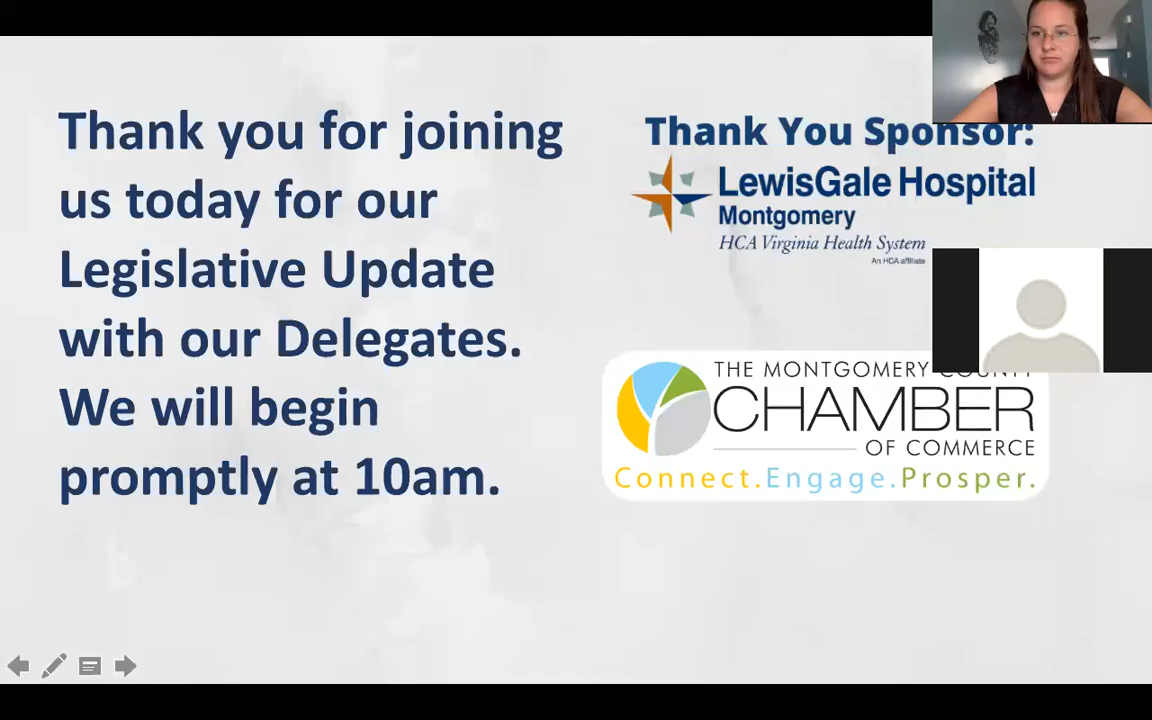 Thank you for joining
us today for our
Legislative Update
with our Delegates.
We will begin
promptly at 10am.
Thank You Sponsor:
LewisGale Hospital
Montgomery
HCA Virginia Health System
An HCA affiliate
THE MONTGOMERY COUNTY
CHAMBER
OF COMMERCE
Connect.Engage.Prosper.